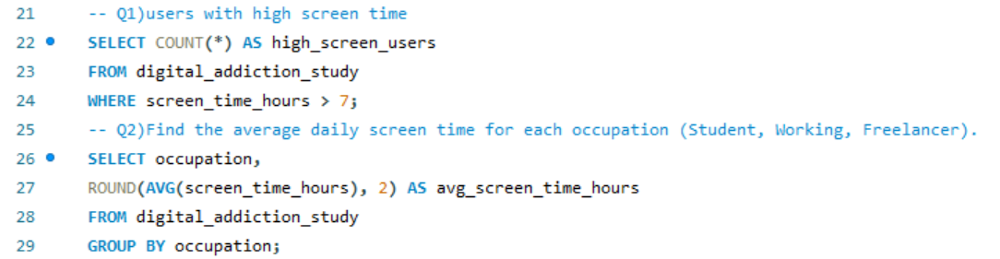 21 -- Q1)users with high screen time
22 SELECT COUNT(*) AS high_screen_users
23 FROM digital_addiction_study
24 WHERE screen_time_hours > 7;
25 -- Q2)Find the average daily screen time for each occupation (Student, Working, Freelancer).
26 SELECT occupation,
27 ROUND(AVG(screen_time_hours), 2) AS avg_screen_time_hours
28 FROM digital_addiction_study
29 GROUP BY occupation;